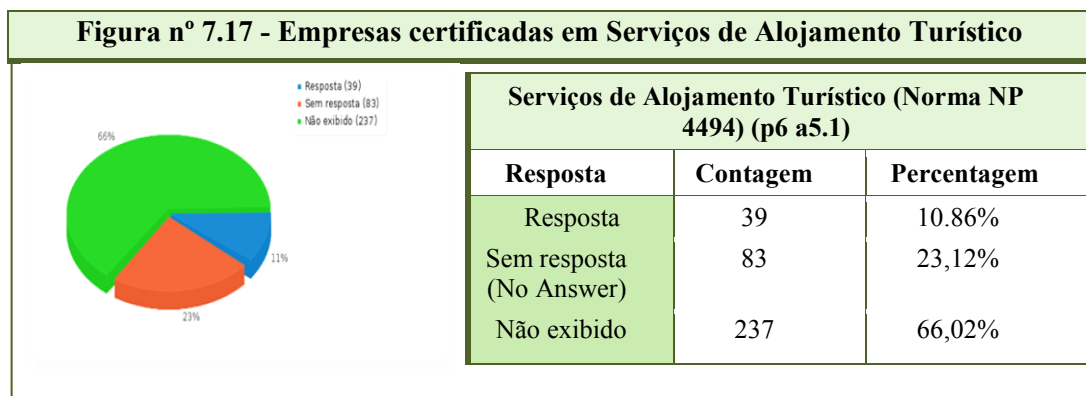 Figura nº 7.17 - Empresas certificadas em Serviços de Alojamento Turístico
Resposta (39)
Sem resposta (83)
Não exibido (237)
66%
11%
23%
Serviços de Alojamento Turístico (Norma NP
4494) (p6 a5.1)
Resposta Contagem Percentagem
Resposta 39 10.86%
Sem resposta 83 23,12%
(No Answer)
Não exibido 237 66,02%